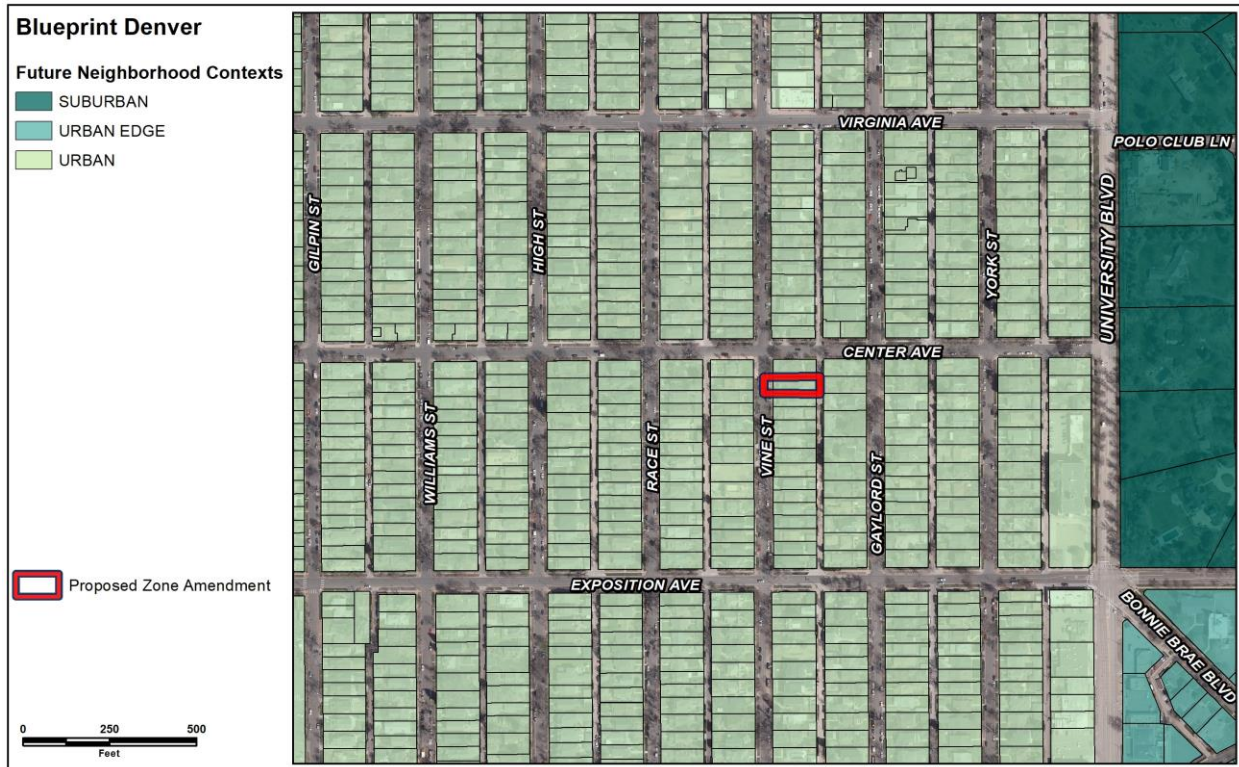 Blueprint Denver
Future Neighborhood Contexts
SUBURBAN
URBAN EDGE
URBAN
Proposed Zone Amendment
0 250 500
Feet
VIRGINIA AVE
POLO CLUB LN
GILPIN ST
HIGH ST
YORK ST
UNIVERSITY BLVD
CENTER AVE
WILLIAMS ST
RACE ST
VINE ST
GAYLORD ST
EXPOSITION AVE
BONNIE BRAE BLVD